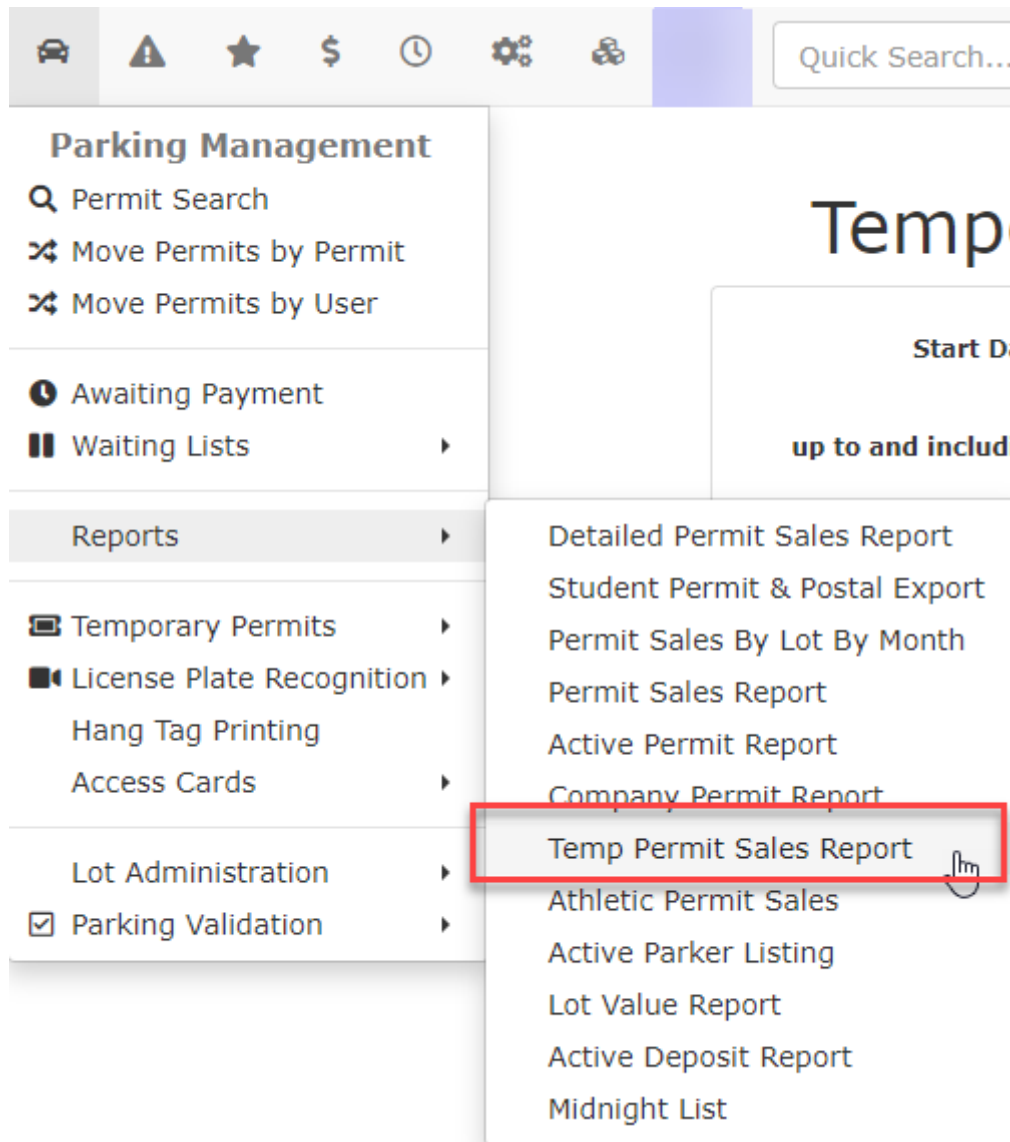 Quick Search...
Parking Management
Permit Search
Move Permits by Permit
Move Permits by User
Awaiting Payment
Waiting Lists
Reports
Temporary Permits
License Plate Recognition
Hang Tag Printing
Access Cards
Lot Administration
Parking Validation
Start
up to and
Detailed Permit Sales Report
Student Permit & Postal Export
Permit Sales By Lot By Month
Permit Sales Report
Active Permit Report
Company Permit Report
Temp Permit Sales Report
Athletic Permit Sales
Active Parker Listing
Lot Value Report
Active Deposit Report
Midnight List